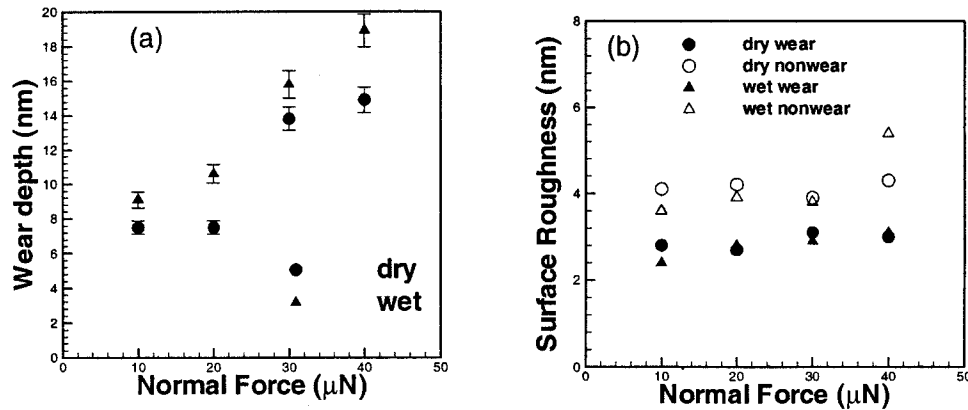 (a)
20
18
16
14
12
10
8
6
4
2
0
0
10
20
30
40
50
Wear depth (nm)
Normal Force (μN)
dry
wet
(b)
8
6
4
2
0
0
10
20
30
40
50
Surface Roughness (nm)
Normal Force (μN)
dry wear
dry nonwear
wet wear
wet nonwear